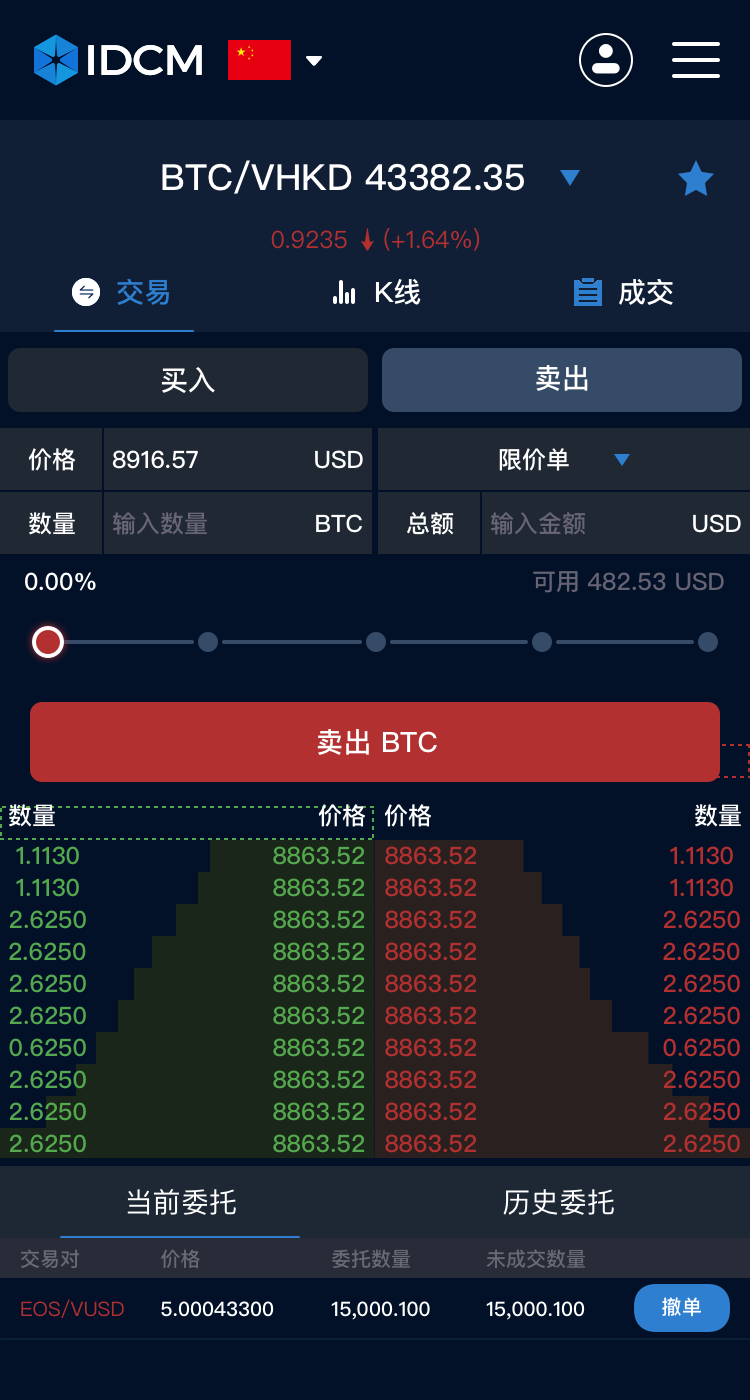 IDCM
BTC/VHKD 43382.35
0.9235 (+1.64%)
交易 K线 成交
买入 卖出
价格 8916.57 USD 限价单
数量 输入数量 BTC 总额 输入金额 USD
0.00% 可用 482.53 USD
卖出 BTC
数量 价格 价格 数量
1.1130 8863.52 8863.52 1.1130
1.1130 8863.52 8863.52 1.1130
2.6250 8863.52 8863.52 2.6250
2.6250 8863.52 8863.52 2.6250
2.6250 8863.52 8863.52 2.6250
2.6250 8863.52 8863.52 2.6250
0.6250 8863.52 8863.52 0.6250
2.6250 8863.52 8863.52 2.6250
2.6250 8863.52 8863.52 2.6250
2.6250 8863.52 8863.52 2.6250
当前委托 历史委托
交易对 价格 委托数量 未成交数量
EOS/VUSD 5.00043300 15,000.100 15,000.100 撤单